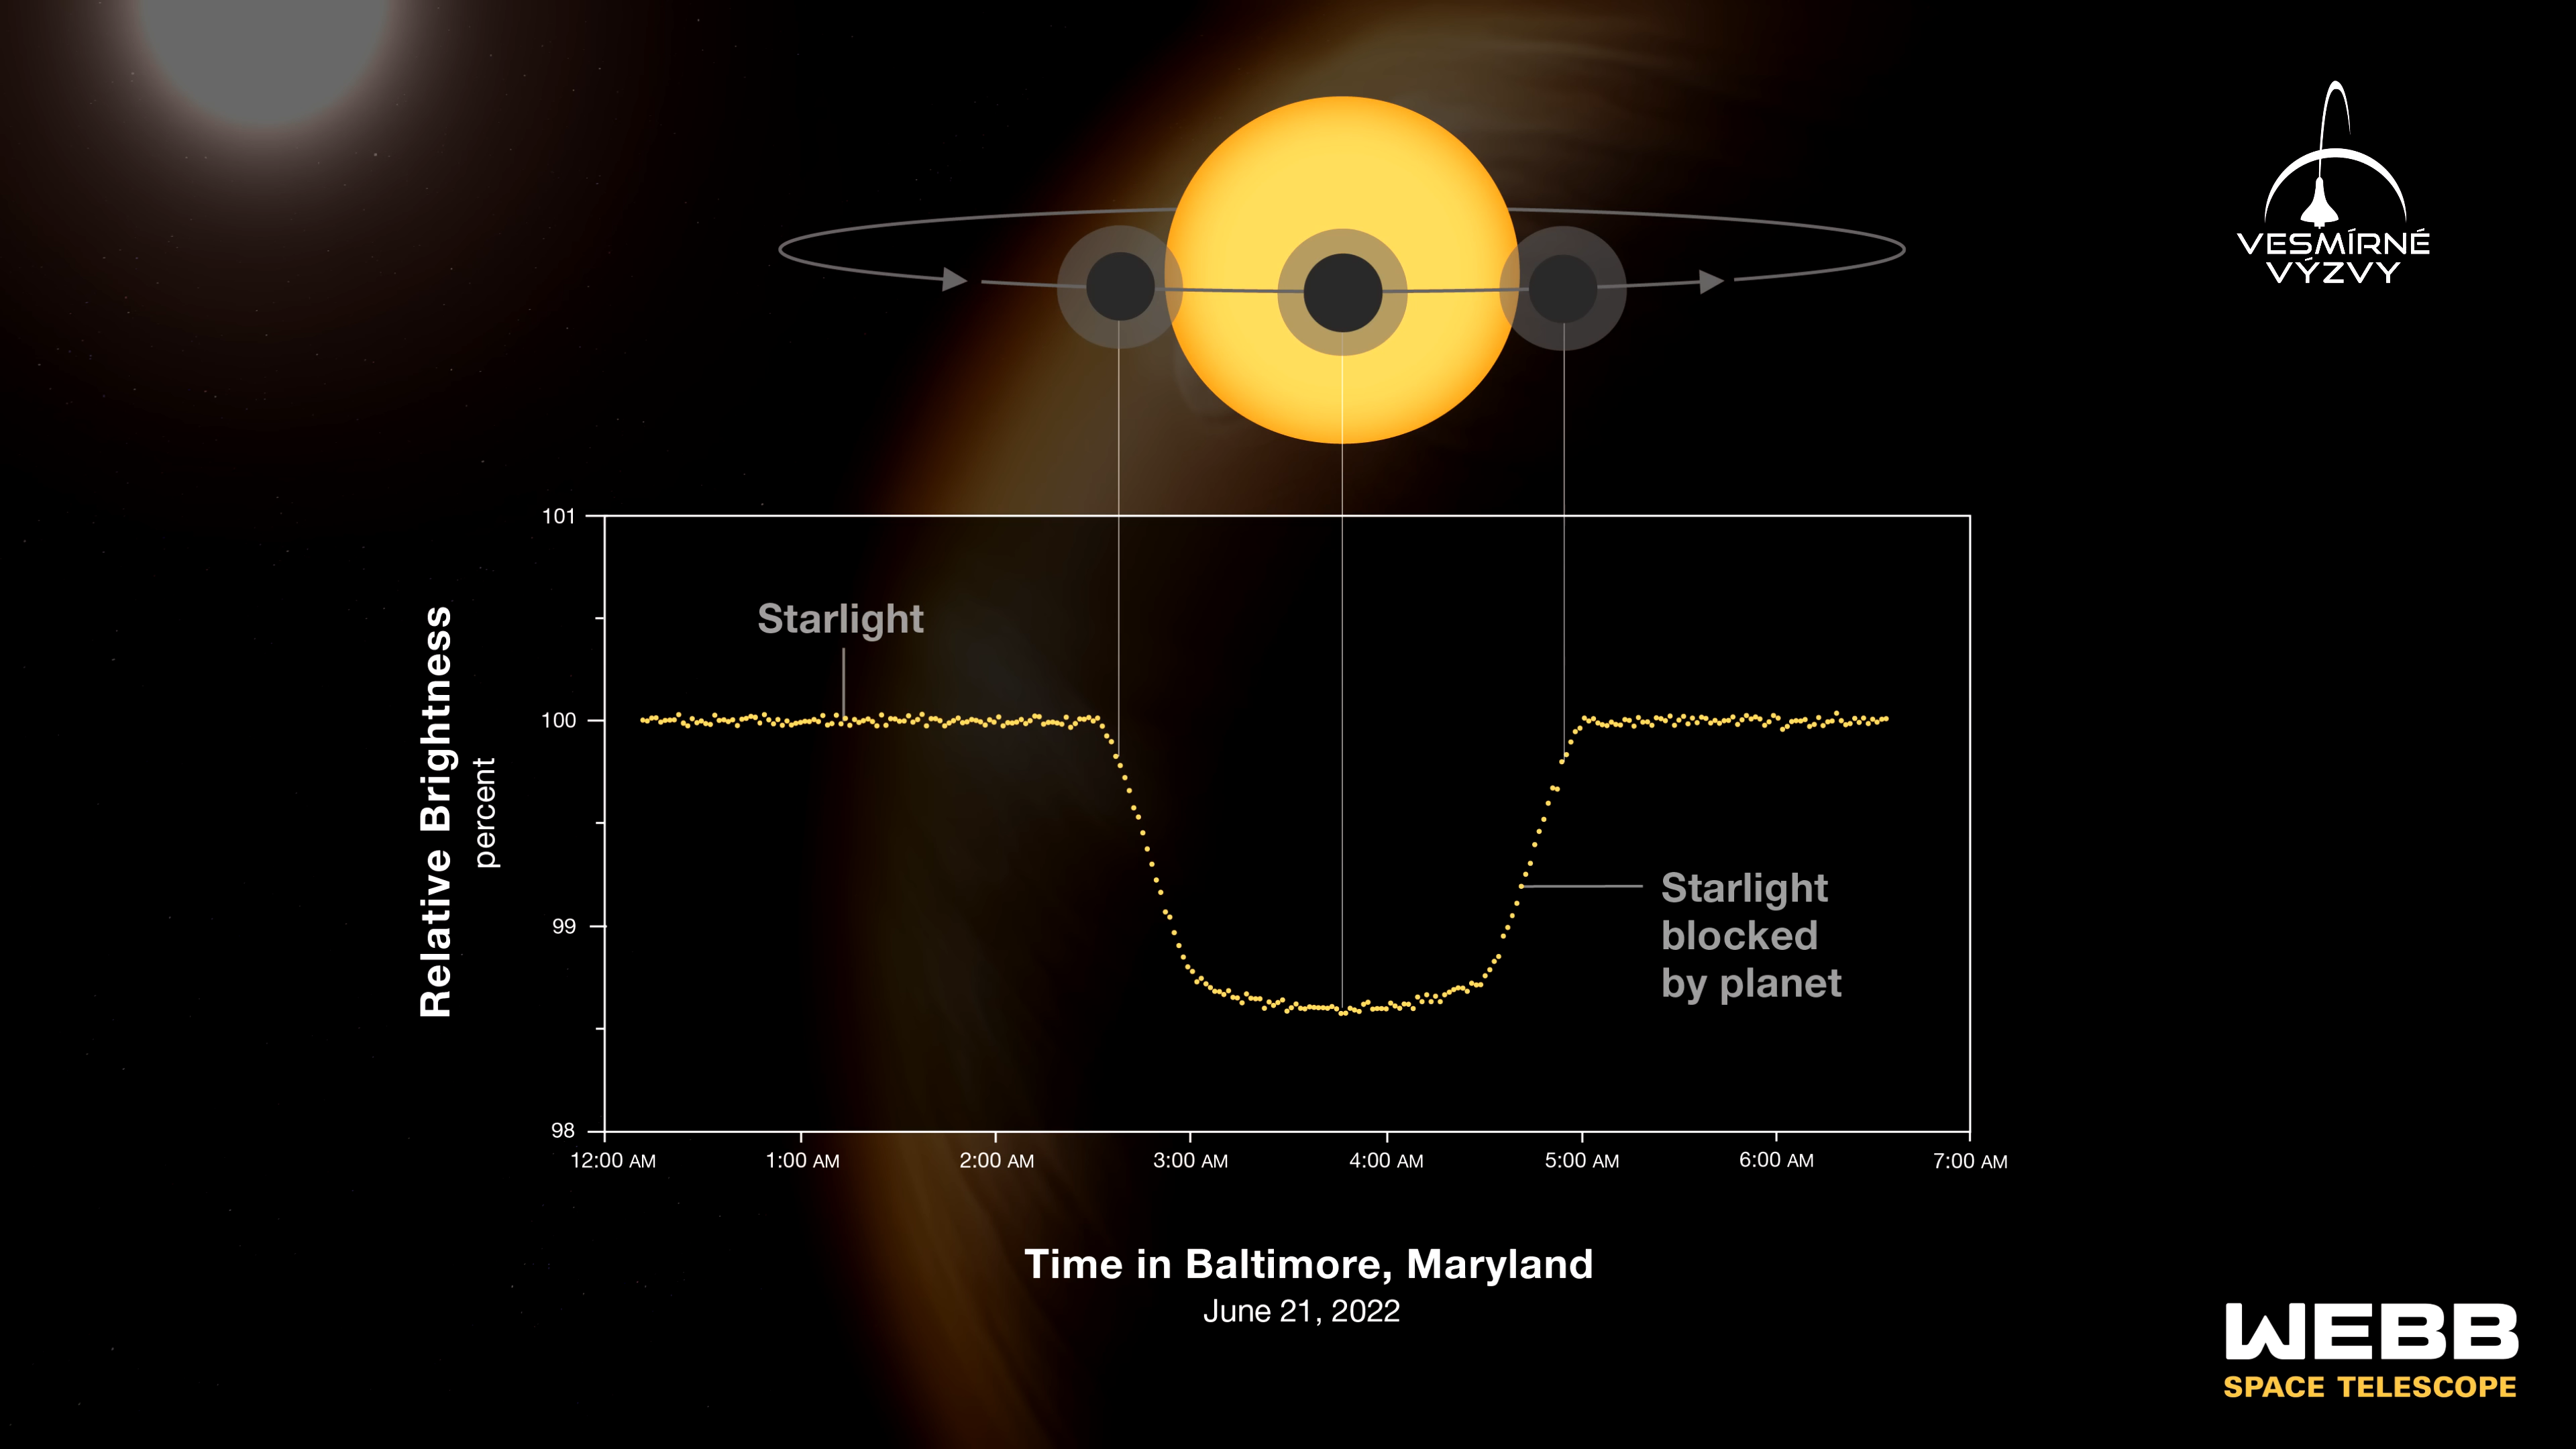 VESMÍRNÉ
VÝZVY
101
Starlight
100
Relative Brightness
percent
99
Starlight
blocked
by planet
98
12:00 AM
1:00 AM
2:00 AM
3:00 AM
4:00 AM
5:00 AM
6:00 AM
7:00 AM
Time in Baltimore, Maryland
June 21, 2022
WEBB
SPACE TELESCOPE